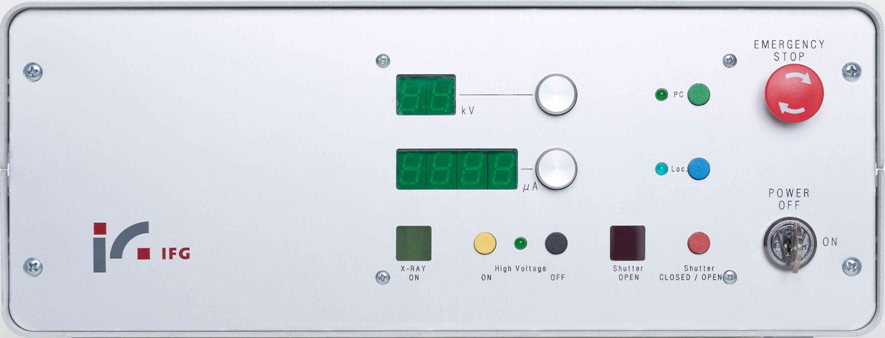 EMERGENCY
STOP
kV
PC
µA
Loc.
POWER
OFF
ON
IFG
X-RAY
ON
High Voltage
ON
OFF
Shutter
OPEN
Shutter
CLOSED / OPEN